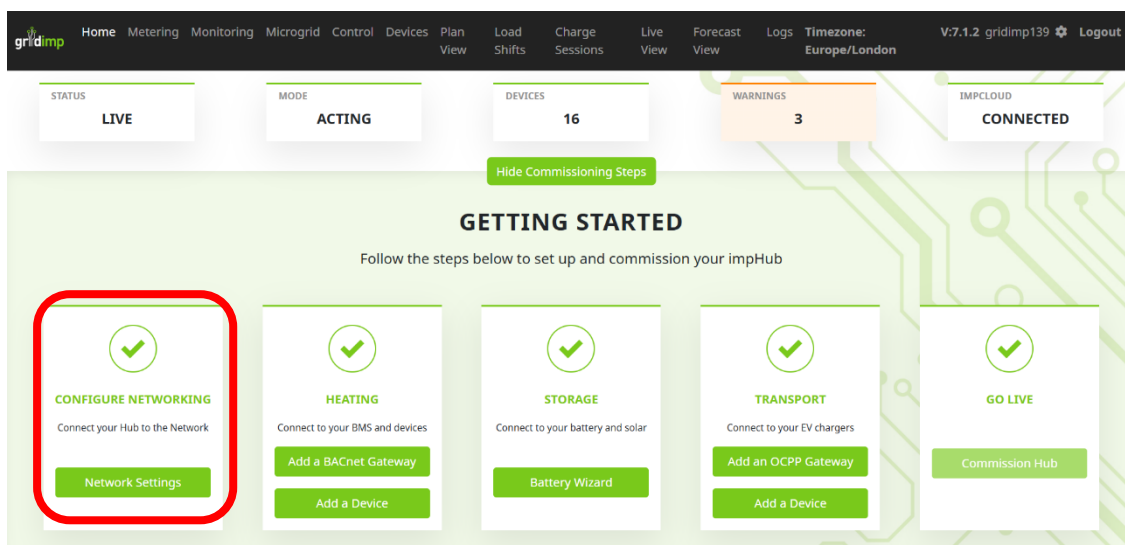 gridimp Home Metering Monitoring Microgrid Control Devices Plan View Load Shifts Charge Sessions Live View Forecast View Logs Timezone: Europe/London V:7.1.2 gridimp139 Logout
STATUS MODE DEVICES WARNINGS IMPCLOUD
LIVE ACTING 16 3 CONNECTED
Hide Commissioning Steps
GETTING STARTED
Follow the steps below to set up and commission your impHub
CONFIGURE NETWORKING
Connect your Hub to the Network
Network Settings
HEATING
Connect to your BMS and devices
Add a BACnet Gateway
Add a Device
STORAGE
Connect to your battery and solar
Battery Wizard
TRANSPORT
Connect to your EV chargers
Add an OCPP Gateway
Add a Device
GO LIVE
Commission Hub